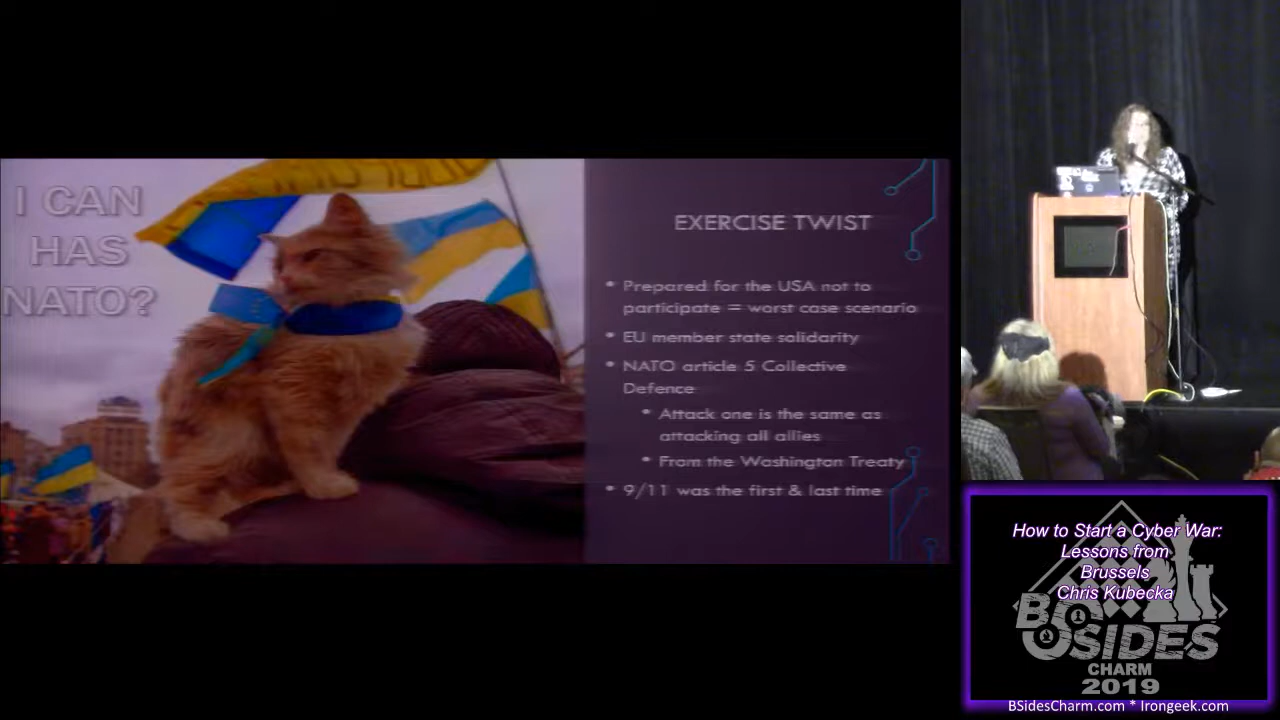 I CAN
HAS
NATO?
EXERCISE TWIST
• Prepared for the USA not to
participate = worst case scenario
• EU member state solidarity
• NATO article 5 Collective
Defence
• Attack one is the same as
attacking all allies
• From the Washington Treaty
• 9/11 was the first & last time
How to Start a Cyber War:
Lessons from
Brussels
Chris Kubecka
BSIDES
CHARM
2019
BSidesCharm.com * Irongeek.com